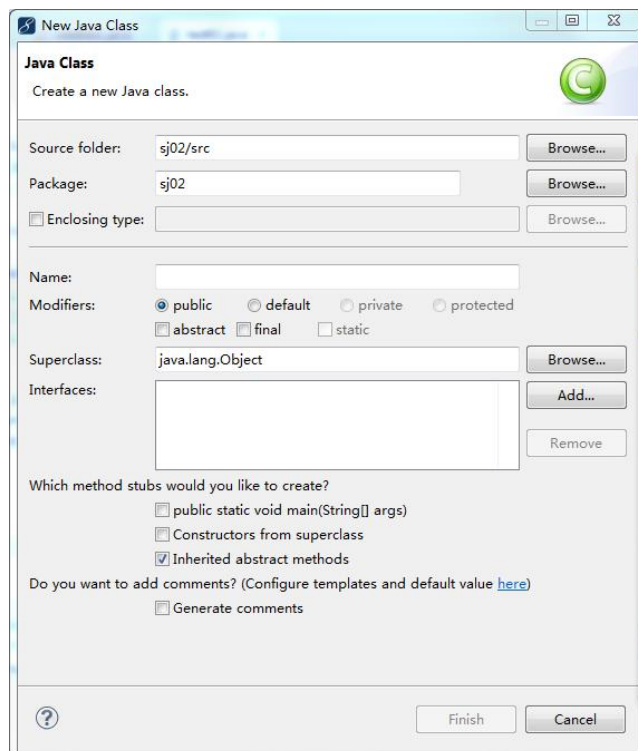 New Java Class
Java Class
Create a new Java class.
C
Source folder: sj02/src Browse...
Package: sj02 Browse...
Enclosing type: Browse...
Name:
Modifiers: public default private protected
abstract final static
Superclass: java.lang.Object Browse...
Interfaces: Add...
Remove
Which method stubs would you like to create?
public static void main(String[] args)
Constructors from superclass
Inherited abstract methods
Do you want to add comments? (Configure templates and default value here)
Generate comments
? Finish Cancel